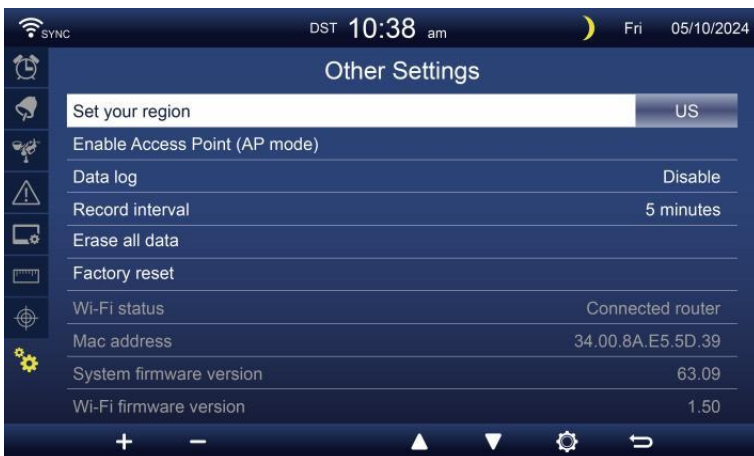 SYNC DST 10:38 am Fri 05/10/2024
Other Settings
Set your region US
Enable Access Point (AP mode)
Data log Disable
Record interval 5 minutes
Erase all data
Factory reset
Wi-Fi status Connected router
Mac address 34.00.8A.E5.5D.39
System firmware version 63.09
Wi-Fi firmware version 1.50